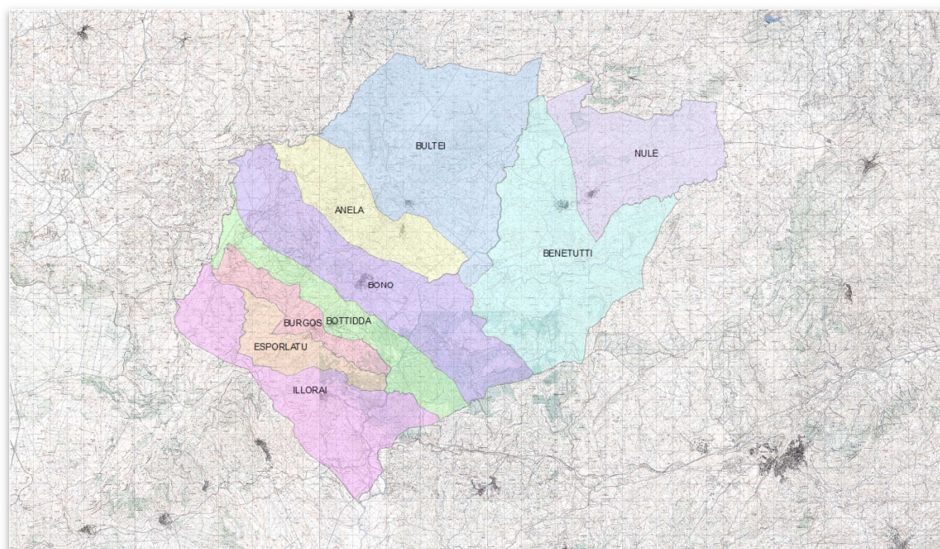 BULTEI
NULE
ANELA
BENETUTTI
BONO
BURGOS
BOTTIDDA
ESPORLATU
ILLORAI